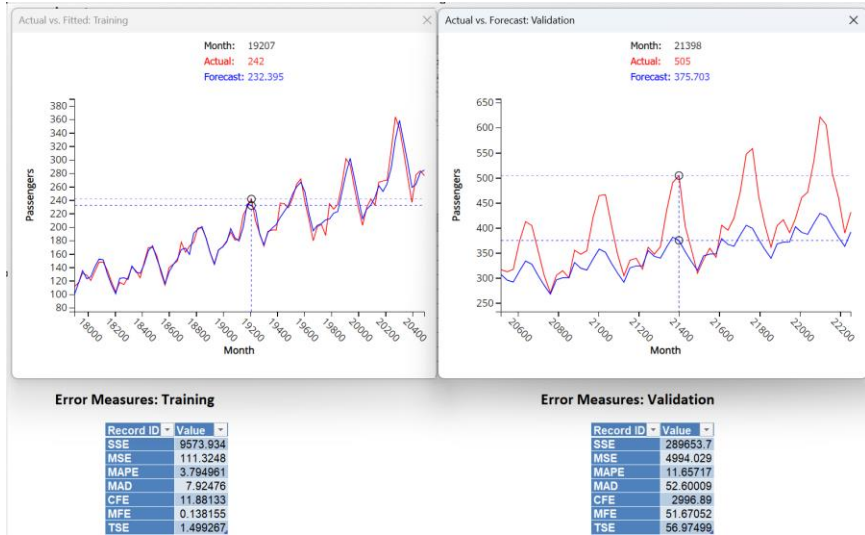 Actual vs. Fitted: Training
Month: 19207
Actual: 242
Forecast: 232.395
380
360
340
320
300
280
260
240
220
200
180
160
140
120
100
80
Passengers
18000
18200
18400
18600
18800
19000
19200
19400
19600
19800
20000
20200
20400
Month
Actual vs. Forecast: Validation
Month: 21398
Actual: 505
Forecast: 375.703
650
600
550
500
450
400
350
300
250
Passengers
20600
20800
21000
21200
21400
21600
21800
22000
22200
Month
Error Measures: Training
Record ID Value
SSE 9573.934
MSE 111.3248
MAPE 3.794961
MAD 7.92476
CFE 11.88133
MFE 0.138155
TSE 1.499267
Error Measures: Validation
Record ID Value
SSE 289653.7
MSE 4994.029
MAPE 11.65717
MAD 52.60009
CFE 2996.89
MFE 51.67052
TSE 56.97499